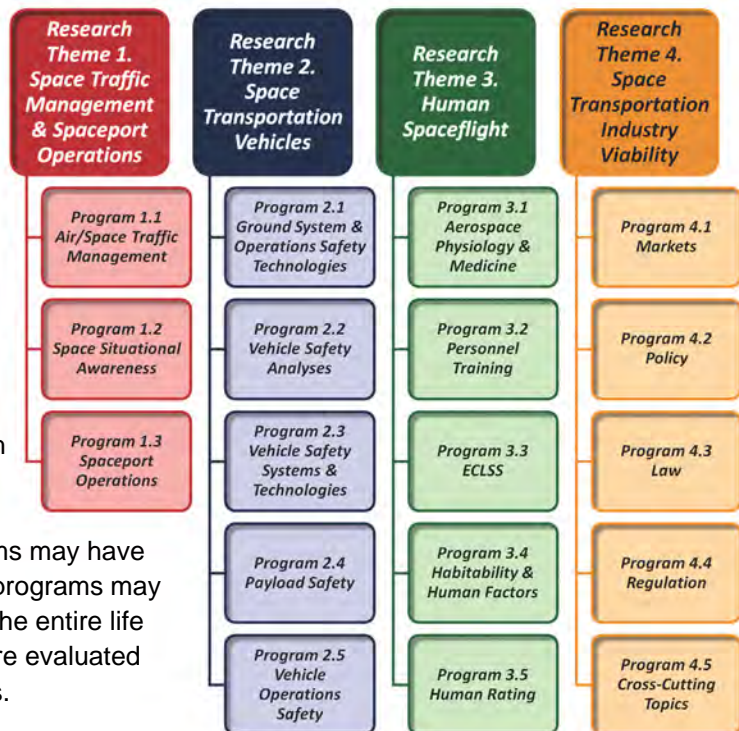 Research
Theme 1.
Space Traffic
Management
& Spaceport
Operations
Program 1.1
Air/Space Traffic
Management
Program 1.2
Space Situational
Awareness
Program 1.3
Spaceport
Operations
Research
Theme 2.
Space
Transportation
Vehicles
Program 2.1
Ground System &
Operations Safety
Technologies
Program 2.2
Vehicle Safety
Analyses
Program 2.3
Vehicle Safety
Systems &
Technologies
Program 2.4
Payload Safety
Program 2.5
Vehicle
Operations
Safety
Research
Theme 3.
Human
Spaceflight
Program 3.1
Aerospace
Physiology &
Medicine
Program 3.2
Personnel
Training
Program 3.3
ECLSS
Program 3.4
Habitability &
Human Factors
Program 3.5
Human Rating
Research
Theme 4.
Space
Transportation
Industry
Viability
Program 4.1
Markets
Program 4.2
Policy
Program 4.3
Law
Program 4.4
Regulation
Program 4.5
Cross-Cutting
Topics
may have
programs may
the entire life
evaluated